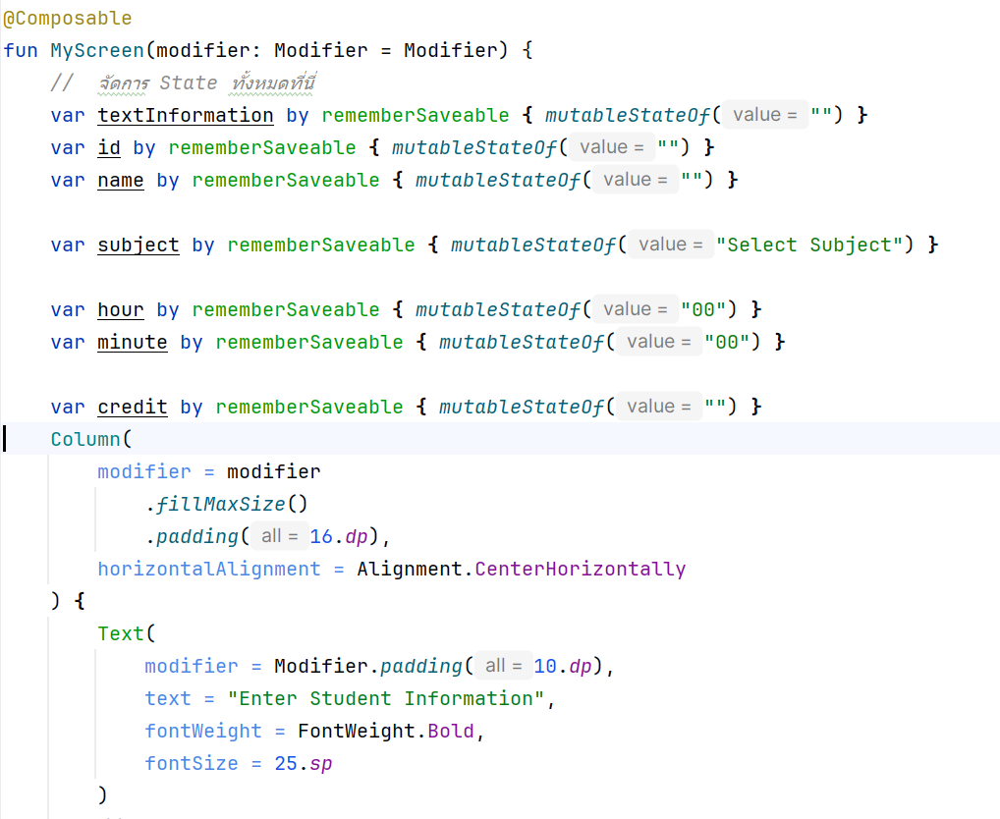 @Composable
fun MyScreen(modifier: Modifier = Modifier) {
    //  จัดการ State ทั้งหมดที่นี่
    var textInformation by rememberSaveable { mutableStateOf( value = "") }
    var id by rememberSaveable { mutableStateOf( value = "") }
    var name by rememberSaveable { mutableStateOf( value = "") }

    var subject by rememberSaveable { mutableStateOf( value = "Select Subject") }

    var hour by rememberSaveable { mutableStateOf( value = "00") }
    var minute by rememberSaveable { mutableStateOf( value = "00") }

    var credit by rememberSaveable { mutableStateOf( value = "") }
    Column(
        modifier = modifier
            .fillMaxSize()
            .padding( all = 16.dp),
        horizontalAlignment = Alignment.CenterHorizontally
    ) {
        Text(
            modifier = Modifier.padding( all = 10.dp),
            text = "Enter Student Information",
            fontWeight = FontWeight.Bold,
            fontSize = 25.sp
        )